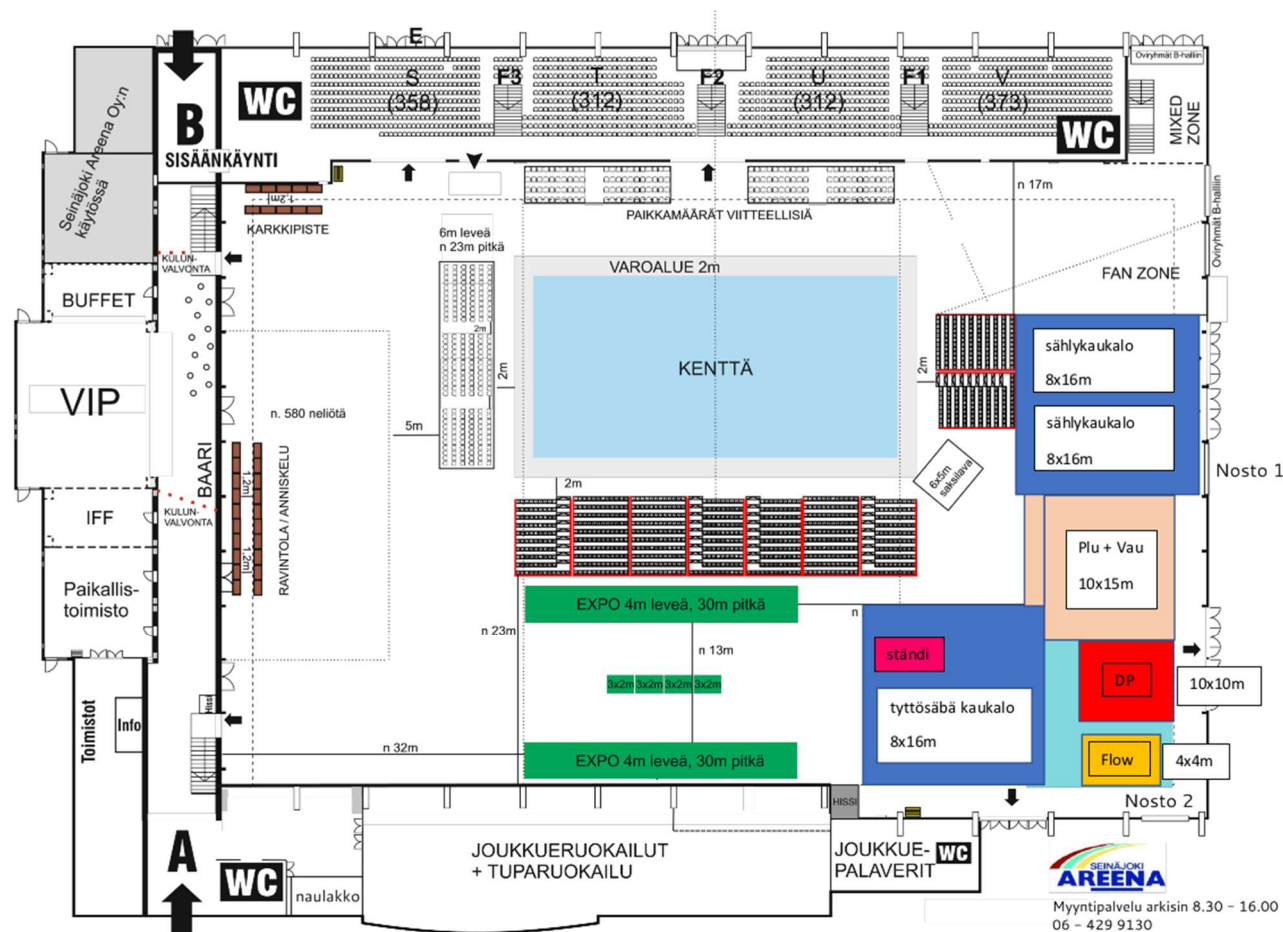 E
Oviryhmät B-halliin
B
SISÄÄNKÄYNTI
WC
S
(358)
F3
T
(312)
F2
U
(312)
F1
V
(373)
WC
MIXED
ZONE
Seinäjoki Areena Oy:n
käytössä
1,2m
KARKKIPISTE
PAIKKAMÄÄRÄT VIITTEELLISIÄ
n 17m
Oviryhmät B-halliin
6m leveä
n 23m pitkä
KULUN-
VALVONTA
BUFFET
VAROALUE 2m
FAN ZONE
2m
VIP
KENTTÄ
2m
2m
sählykaukalo
8x16m
sählykaukalo
8x16m
n. 580 neliötä
5m
BAARI
1,2m
1,2m
RAVINTOLA / ANNISKELU
6x5m
saksilava
Nosto 1
2m
IFF
KULUN-
VALVONTA
Plu + Vau
10x15m
Paikallis-
toimisto
EXPO 4m leveä, 30m pitkä
n
n 23m
n 13m
ständi
DP
10x10m
3x2m
3x2m
3x2m
3x2m
tyttösäbä kaukalo
8x16m
Toimistot
Info
Hissi
n 32m
EXPO 4m leveä, 30m pitkä
Flow
4x4m
HISSI
Nosto 2
A
WC
naulakko
JOUKKUERUOKAILUT
+ TUPARUOKAILU
JOUKKUE-
PALAVERIT
WC
SEINÄJOKI
AREENA
Myyntipalvelu arkisin 8.30 – 16.00
06 – 429 9130